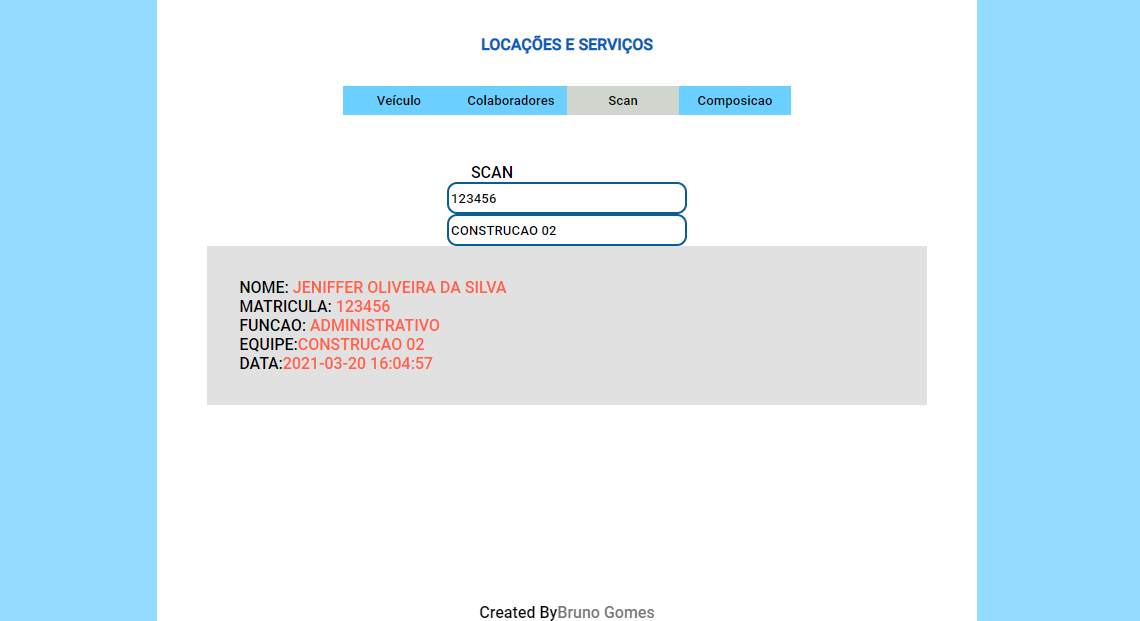 LOCAÇÕES E SERVIÇOS
Veículo Colaboradores Scan Composicao
SCAN
123456
CONSTRUCAO 02
NOME: JENIFFER OLIVEIRA DA SILVA
MATRICULA: 123456
FUNCAO: ADMINISTRATIVO
EQUIPE:CONSTRUCAO 02
DATA:2021-03-20 16:04:57
Created ByBruno Gomes